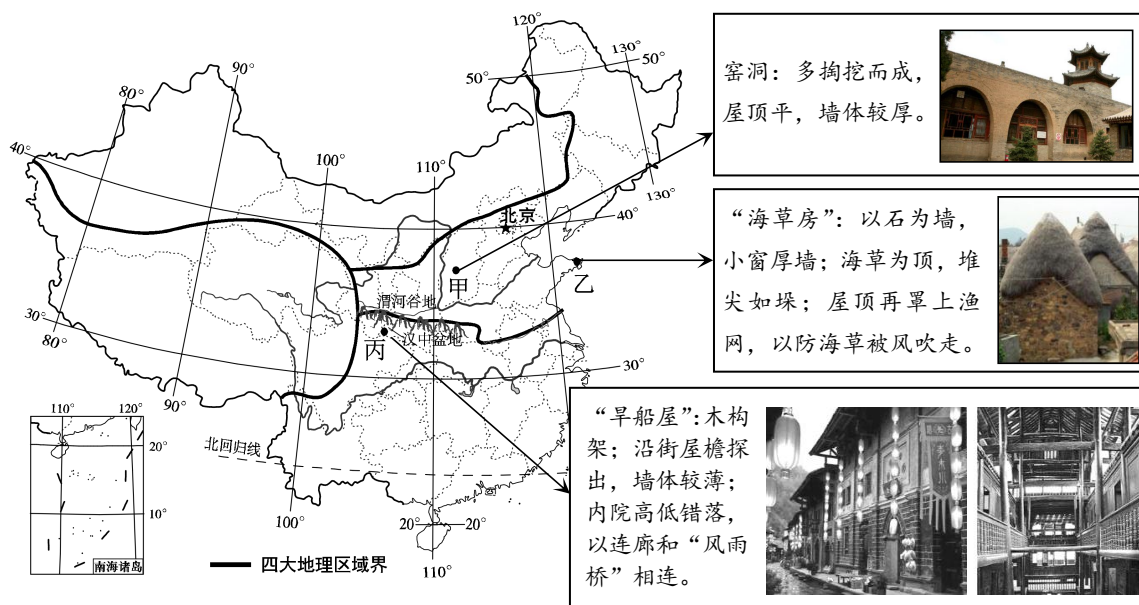 120°
130°
50°
50°
90°
80°
40°
100°
110°
130°
北京
40°
甲
乙
渭河谷地
汉中盆地
丙
30°
30°
80°
90°
北回归线
110°
120°
20°
10°
南海诸岛
100°
20°
20°
110°
四大地理区域界
窑洞：多掏挖而成，
屋顶平，墙体较厚。
“海草房”：以石为墙，
小窗厚墙；海草为顶，堆
尖如垛；屋顶再罩上渔
网，以防海草被风吹走。
“旱船屋”：木构
架；沿街屋檐探
出，墙体较薄；
内院高低错落，
以连廊和“风雨
桥”相连。